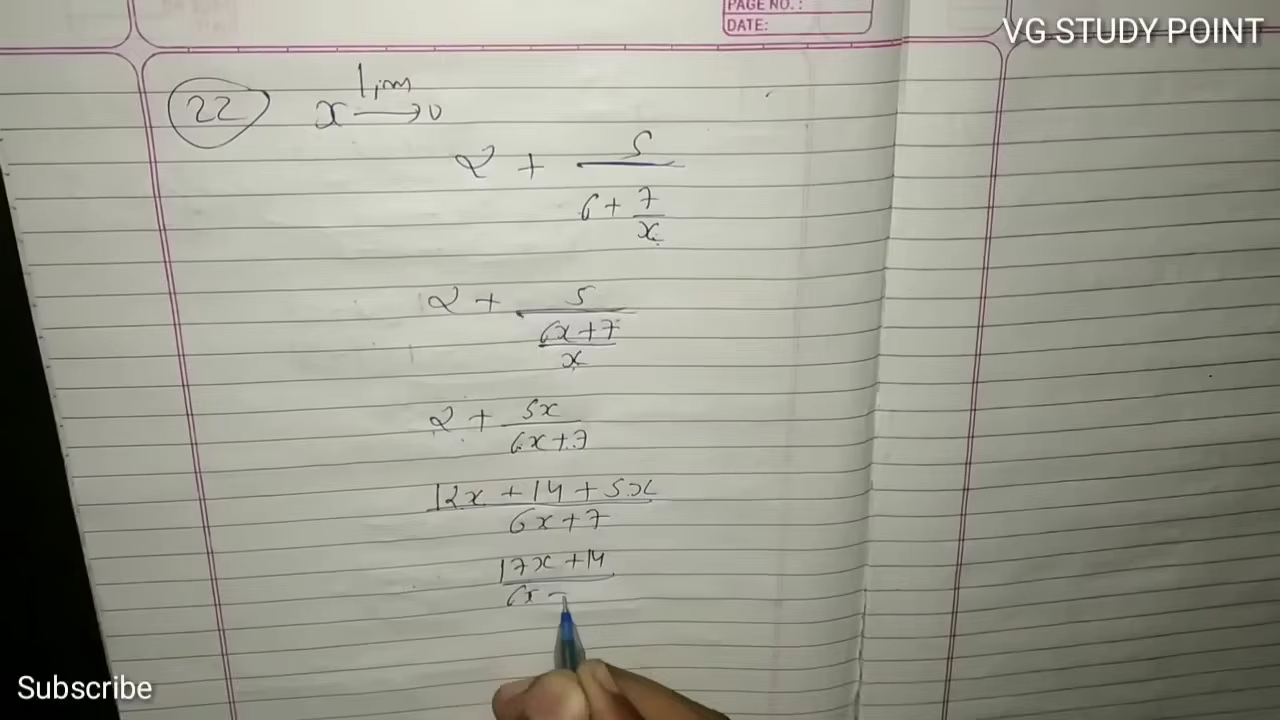 PAGE NO.:
DATE:
VG STUDY POINT
22 lim
x → 0
2 + 5
6 + 7
x
2 + 5
6x + 7
x
2 + 5x
6x + 7
12x + 14 + 5x
6x + 7
17x + 14
6x -
Subscribe